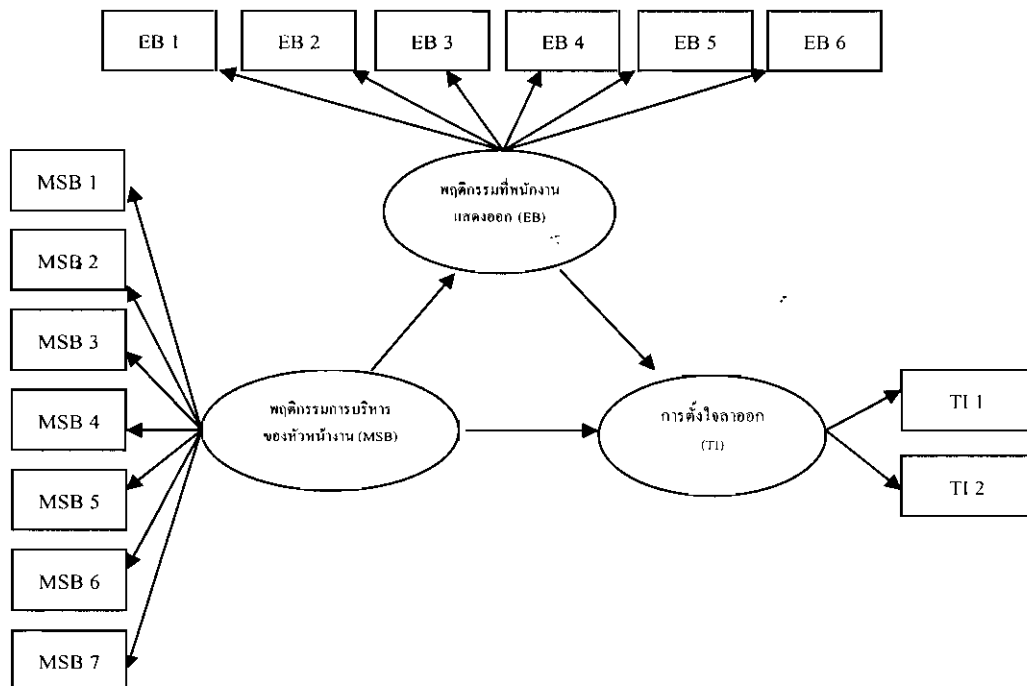 EB 1 EB 2 EB 3 EB 4 EB 5 EB 6
พฤติกรรมที่พนักงาน
แสดงออก (EB)
MSB 1
MSB 2
MSB 3
MSB 4
MSB 5
MSB 6
MSB 7
พฤติกรรมการบริหาร
ของหัวหน้างาน (MSB)
การตั้งใจลาออก
(TI)
TI 1
TI 2